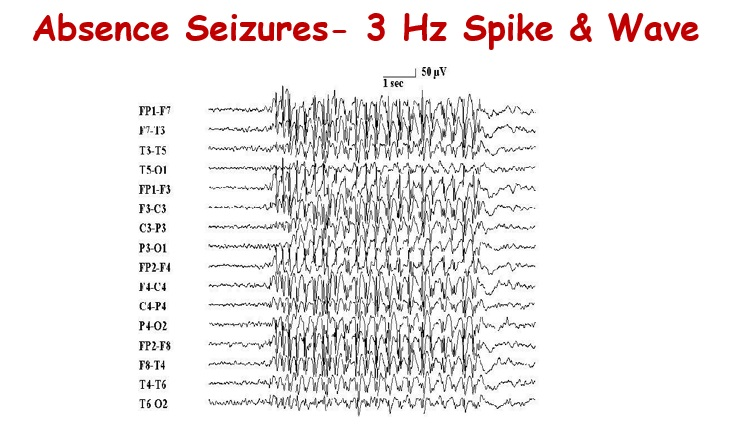 Absence Seizures- 3 Hz Spike & Wave
50 µV
1 sec
FP1-F7
F7-T3
T3-T5
T5-O1
FP1-F3
F3-C3
C3-P3
P3-O1
FP2-F4
F4-C4
C4-P4
P4-O2
FP2-F8
F8-T4
T4-T6
T6 O2